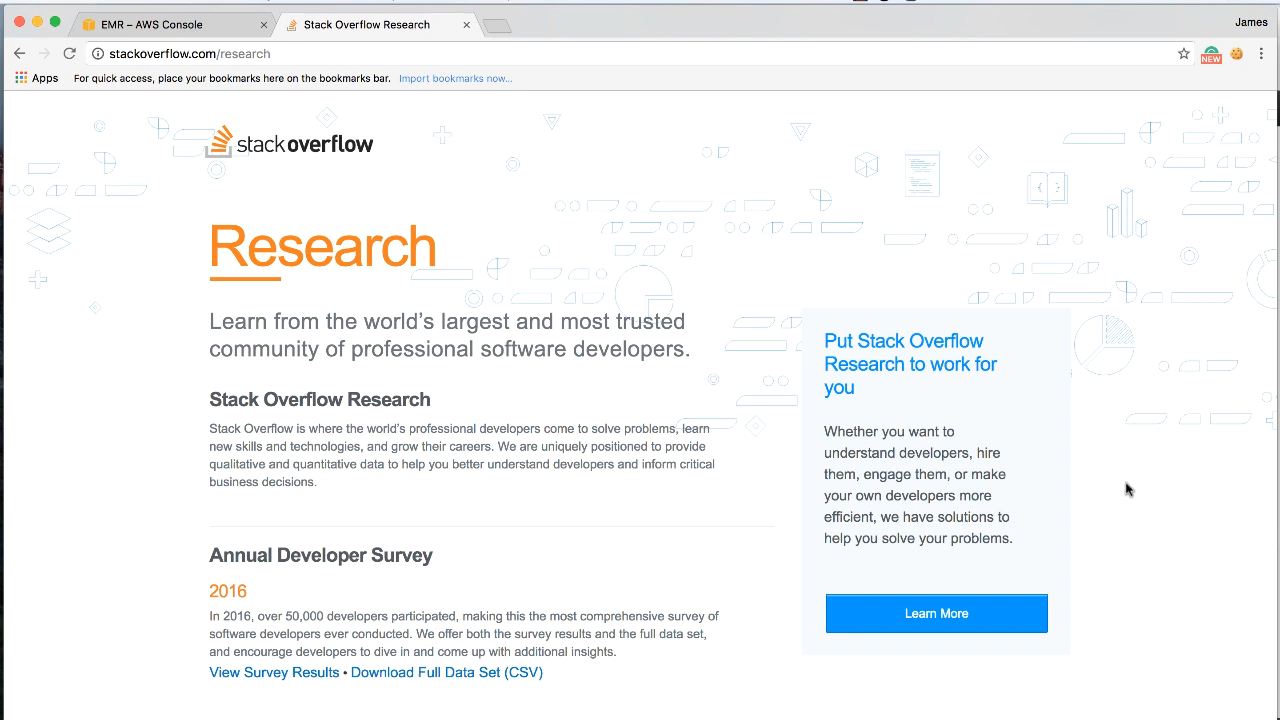 EMR – AWS Console
Stack Overflow Research
James
stackoverflow.com/research
NEW
Apps
For quick access, place your bookmarks here on the bookmarks bar.
Import bookmarks now...
stackoverflow
Research
Learn from the world's largest and most trusted
community of professional software developers.
Stack Overflow Research
Stack Overflow is where the world's professional developers come to solve problems, learn
new skills and technologies, and grow their careers. We are uniquely positioned to provide
qualitative and quantitative data to help you better understand developers and inform critical
business decisions.
Annual Developer Survey
2016
In 2016, over 50,000 developers participated, making this the most comprehensive survey of
software developers ever conducted. We offer both the survey results and the full data set,
and encourage developers to dive in and come up with additional insights.
View Survey Results • Download Full Data Set (CSV)
Put Stack Overflow
Research to work for
you
Whether you want to
understand developers, hire
them, engage them, or make
your own developers more
efficient, we have solutions to
help you solve your problems.
Learn More